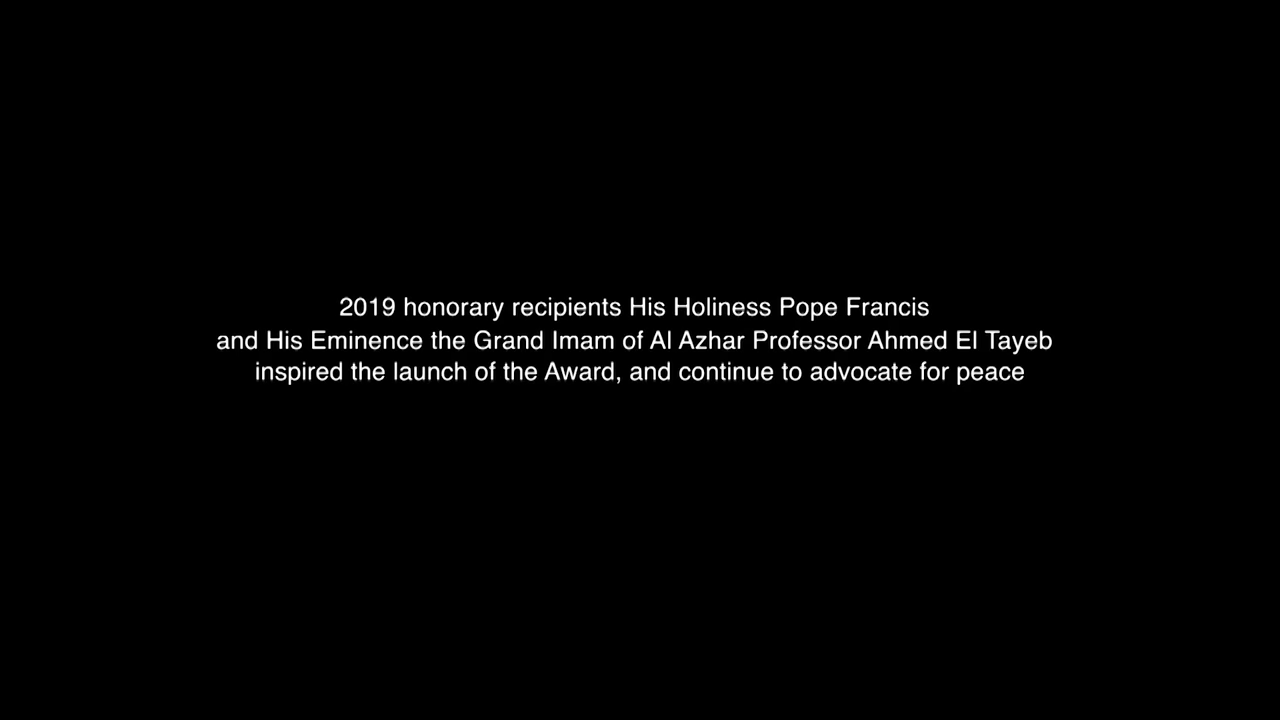 2019 honorary recipients His Holiness Pope Francis
and His Eminence the Grand Imam of Al Azhar Professor Ahmed El Tayeb
inspired the launch of the Award, and continue to advocate for peace